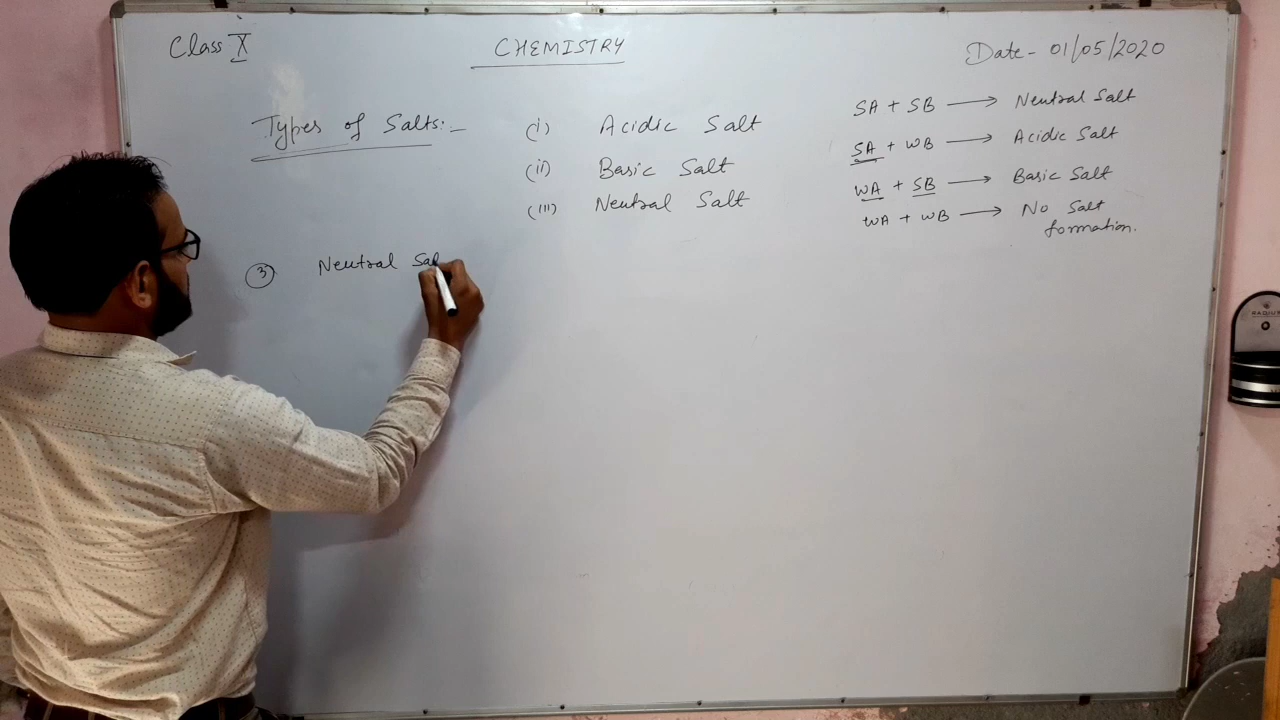 Class X
CHEMISTRY
Date- 01/05/2020
Types of Salts:-
(i) Acidic Salt
(ii) Basic Salt
(iii) Neutral Salt
SA + SB → Neutral Salt
SA + WB → Acidic Salt
WA + SB → Basic Salt
WA + WB → No Salt
formation.
③ Neutral Sal